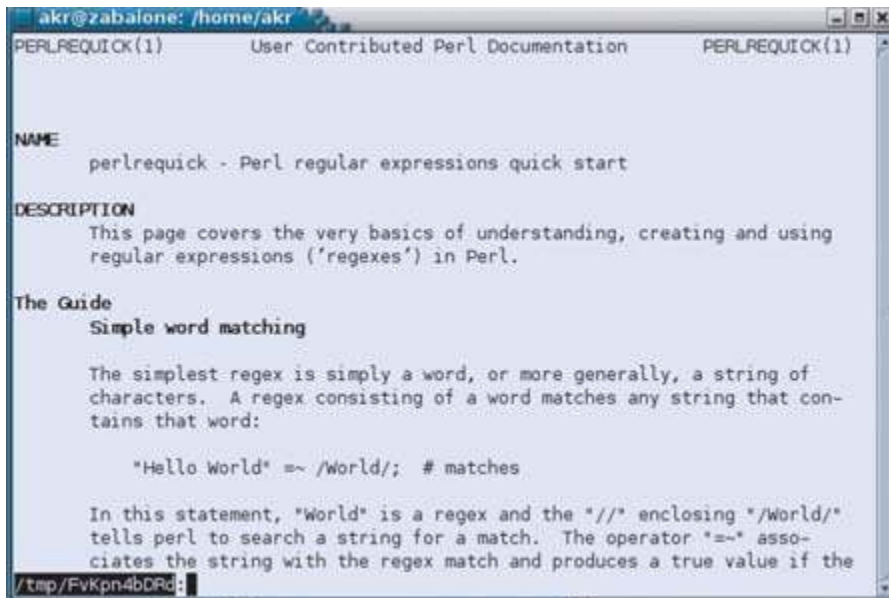 akr@zabalone: /home/akr
PERLREQUICK(1) User Contributed Perl Documentation PERLREQUICK(1)
NAME
perlrequick - Perl regular expressions quick start
DESCRIPTION
This page covers the very basics of understanding, creating and using
regular expressions ('regexes') in Perl.
The Guide
Simple word matching
The simplest regex is simply a word, or more generally, a string of
characters. A regex consisting of a word matches any string that con-
tains that word:
"Hello World" =~ /World/; # matches
In this statement, "World" is a regex and the "//" enclosing "/World/"
tells perl to search a string for a match. The operator "=~" asso-
ciates the string with the regex match and produces a true value if the
/tmp/FvKpn4bDRd: